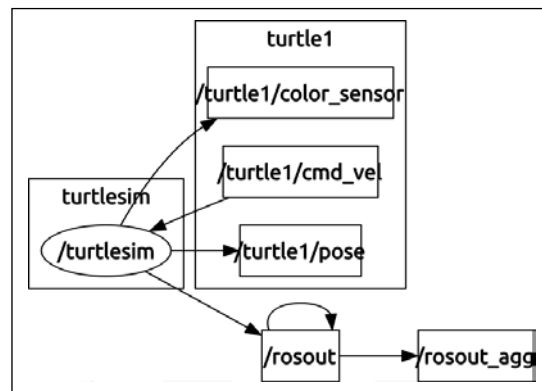 turtle1
/turtle1/color_sensor
/turtle1/cmd_vel
turtlesim
/turtlesim
/turtle1/pose
/rosout
/rosout_agg